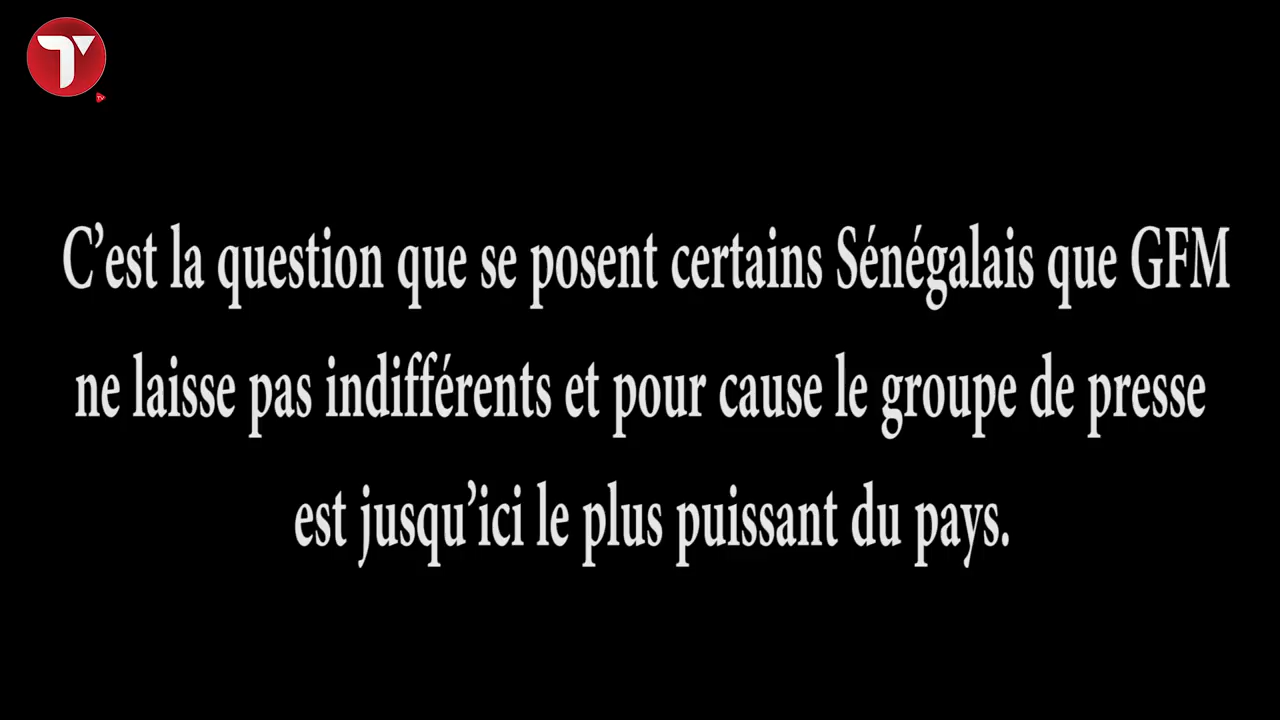 C’est la question que se posent certains Sénégalais que GFM
ne laisse pas indifférents et pour cause le groupe de presse
est jusqu’ici le plus puissant du pays.